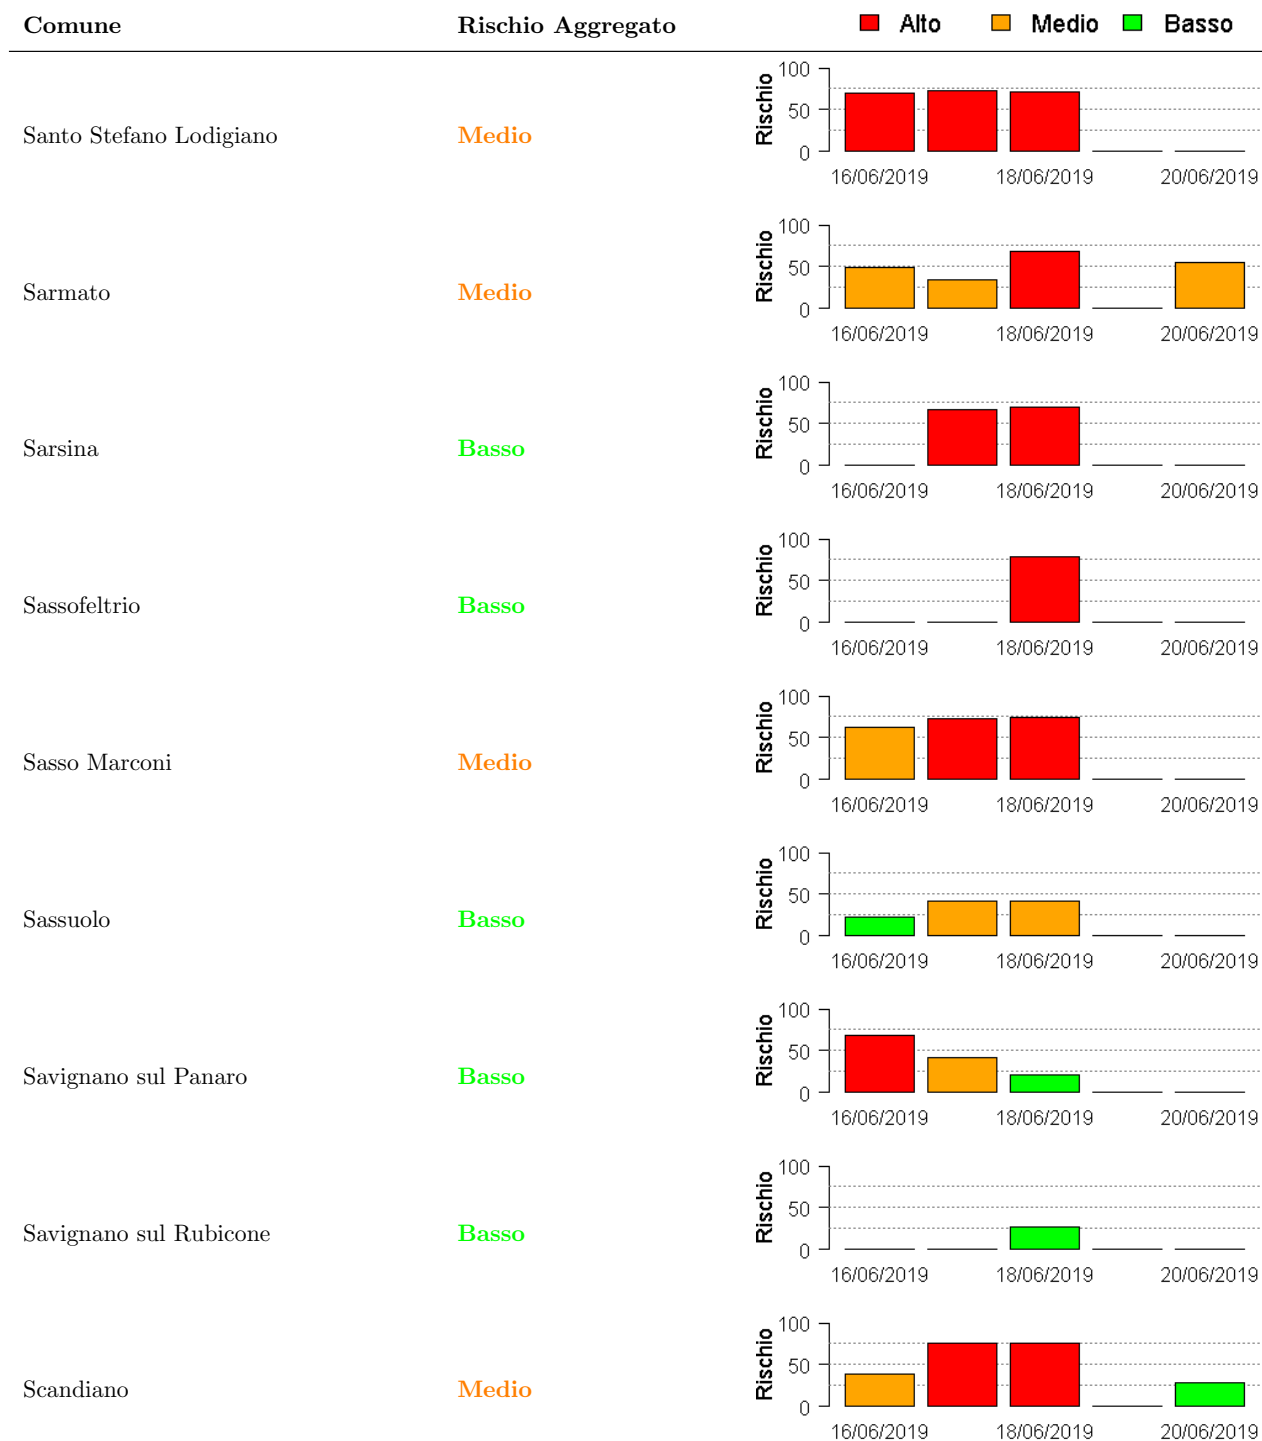 Comune Rischio Aggregato Alto Medio Basso
Santo Stefano Lodigiano Medio
Rischio
100
50
0
16/06/2019 18/06/2019 20/06/2019
Sarmato Medio
Rischio
100
50
0
16/06/2019 18/06/2019 20/06/2019
Sarsina Basso
Rischio
100
50
0
16/06/2019 18/06/2019 20/06/2019
Sassofeltrio Basso
Rischio
100
50
0
16/06/2019 18/06/2019 20/06/2019
Sasso Marconi Medio
Rischio
100
50
0
16/06/2019 18/06/2019 20/06/2019
Sassuolo Basso
Rischio
100
50
0
16/06/2019 18/06/2019 20/06/2019
Savignano sul Panaro Basso
Rischio
100
50
0
16/06/2019 18/06/2019 20/06/2019
Savignano sul Rubicone Basso
Rischio
100
50
0
16/06/2019 18/06/2019 20/06/2019
Scandiano Medio
Rischio
100
50
0
16/06/2019 18/06/2019 20/06/2019